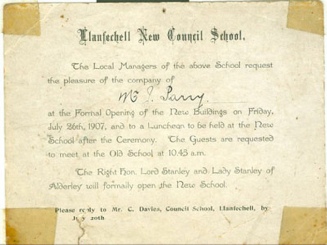 Llanfechell New Council School.
The Local Managers of the above School request
the pleasure of the company of
Mr J. Parry
at the Formal Opening of the New Buildings on Friday,
July 26th, 1907, and to a Luncheon to be held at the New
School after the Ceremony. The Guests are requested
to meet at the Old School at 10.45 a.m.
The Right Hon. Lord Stanley and Lady Stanley of
Alderley will formally open the New School.
Please reply to Mr. C. Davies, Council School, Llanfechell, by
July 20th